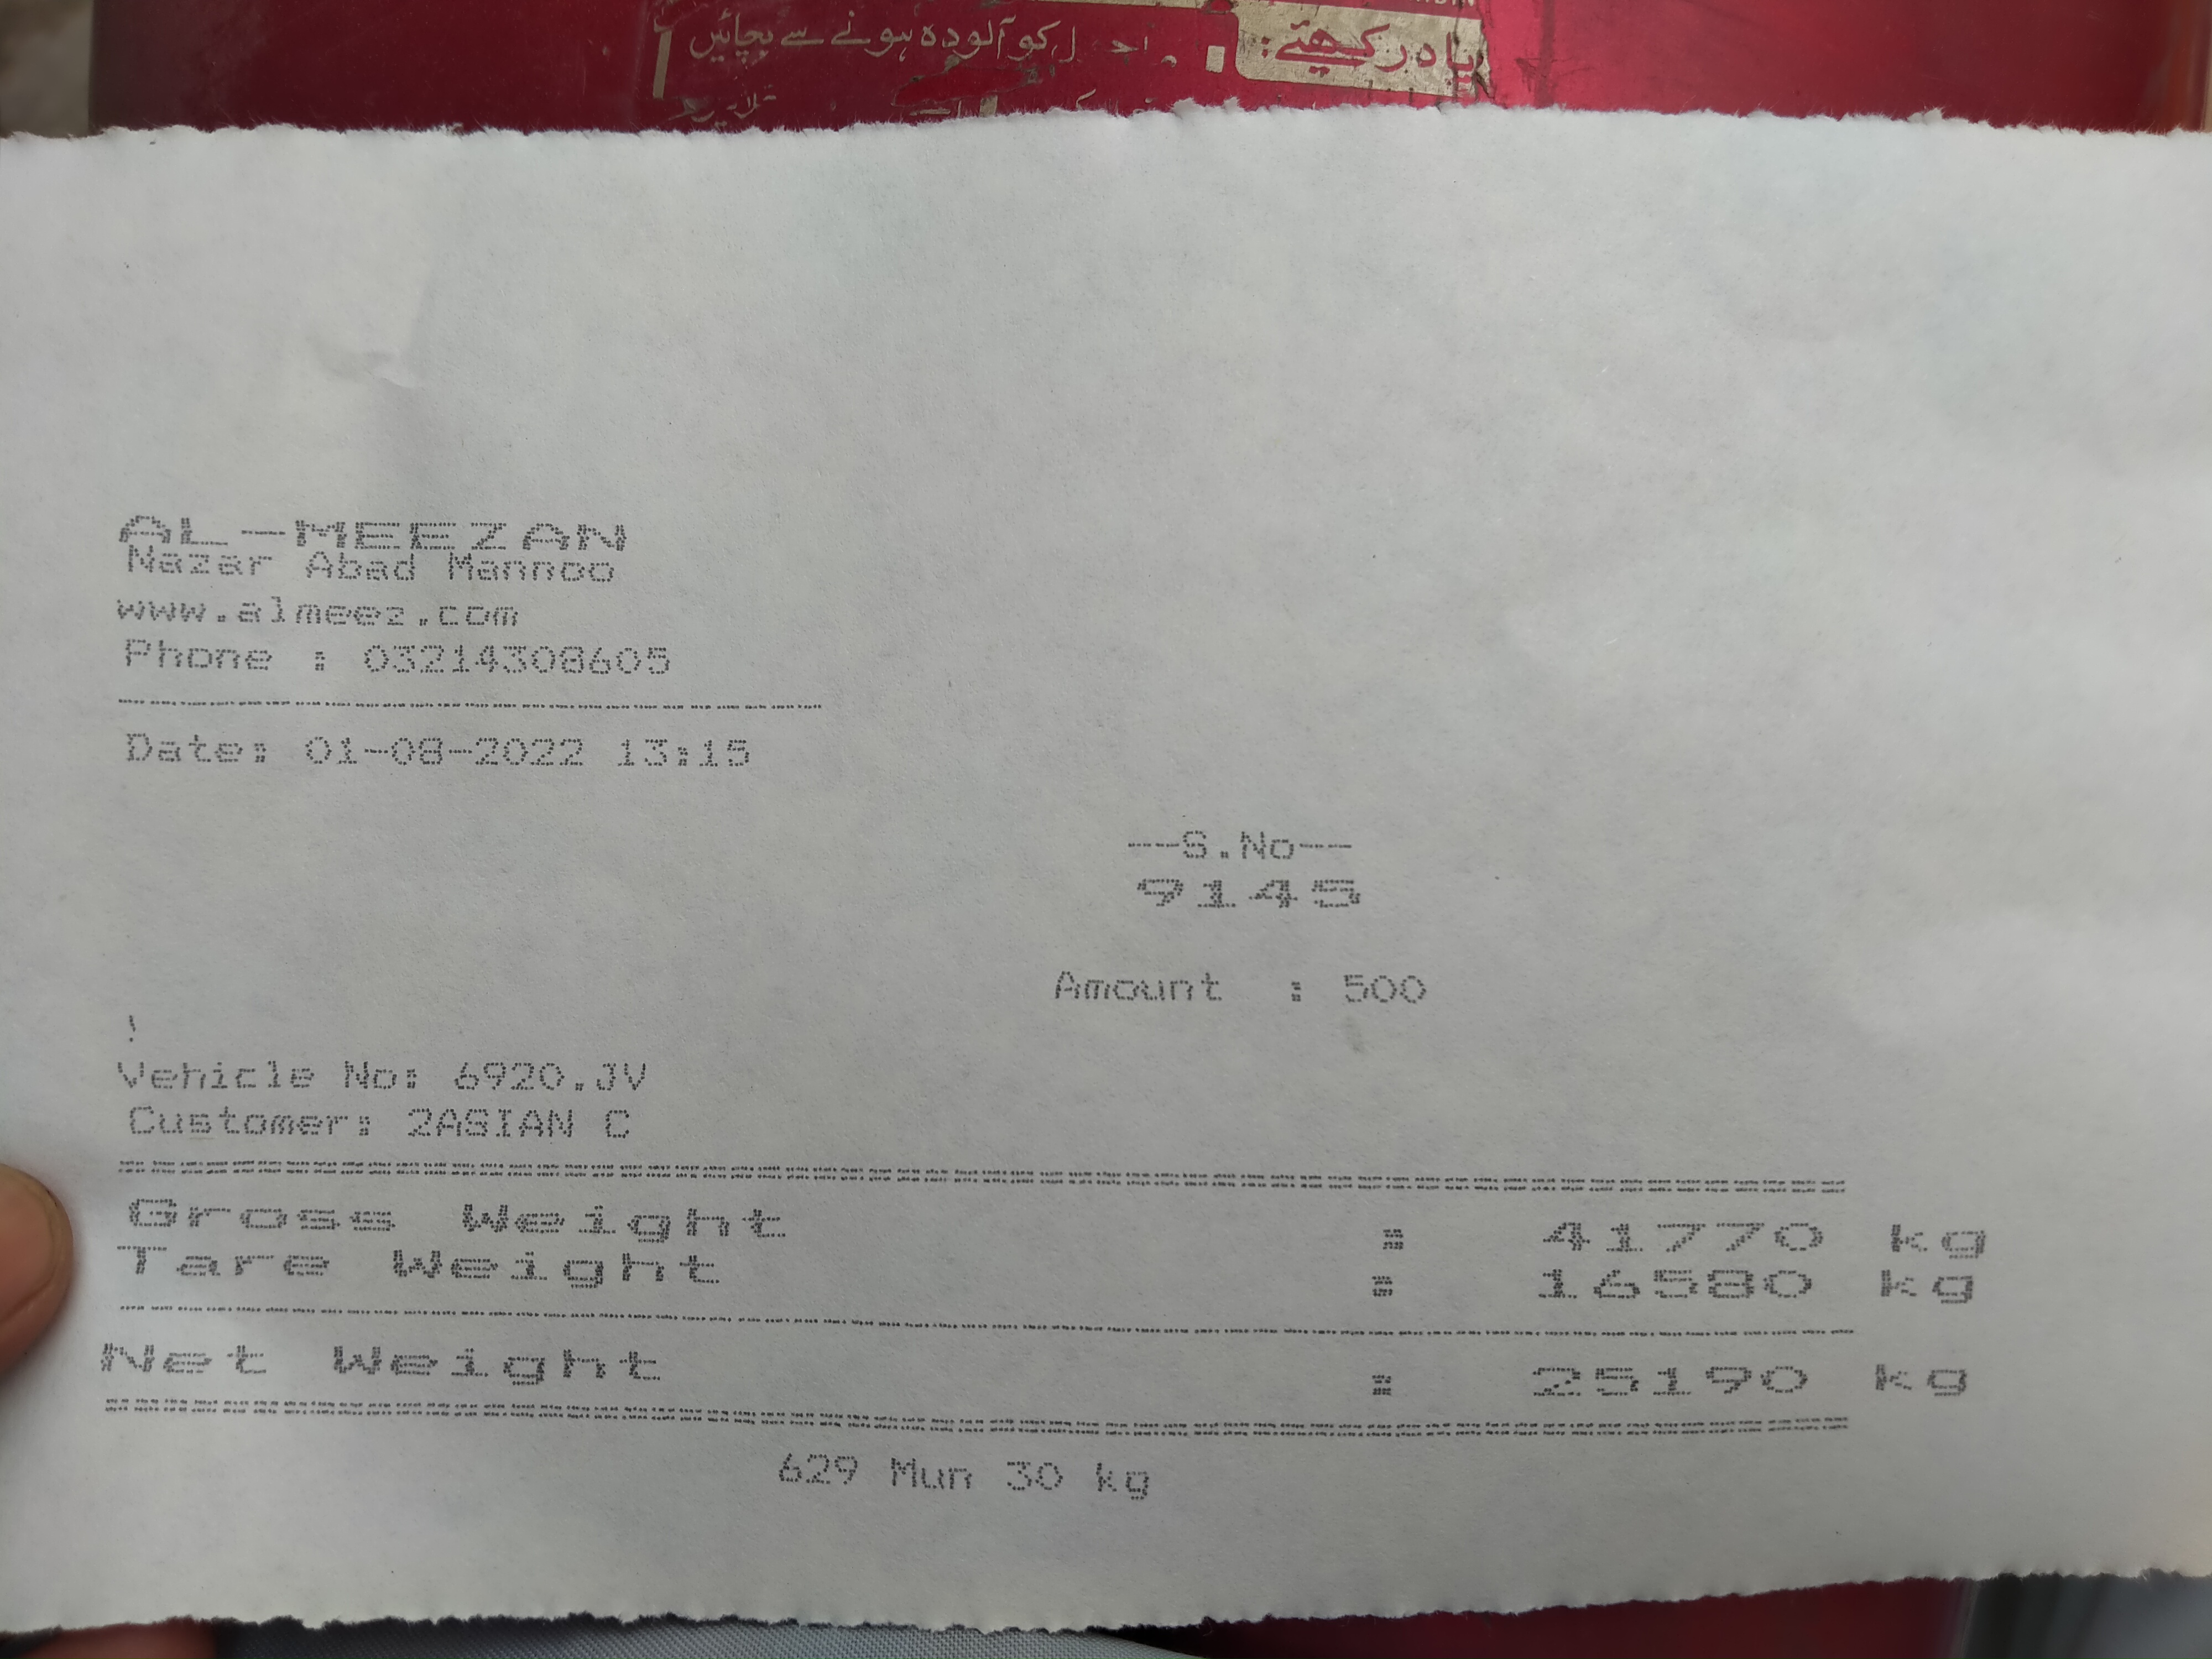 یاد رکھئے:
کو آلودہ ہونے سے بچائیں
AL-MEEZAN
Nazar Abad Mannoo
www.almeez.com
Phone : 03214308605
Date: 01-08-2022 13:15
--S.No--
9145
Amount : 500
!
Vehicle No: 6920.JV
Customer: 2ASIAN C
Gross Weight : 41770 kg
Tare Weight : 16580 kg
Net Weight : 25190 kg
629 Mun 30 kg